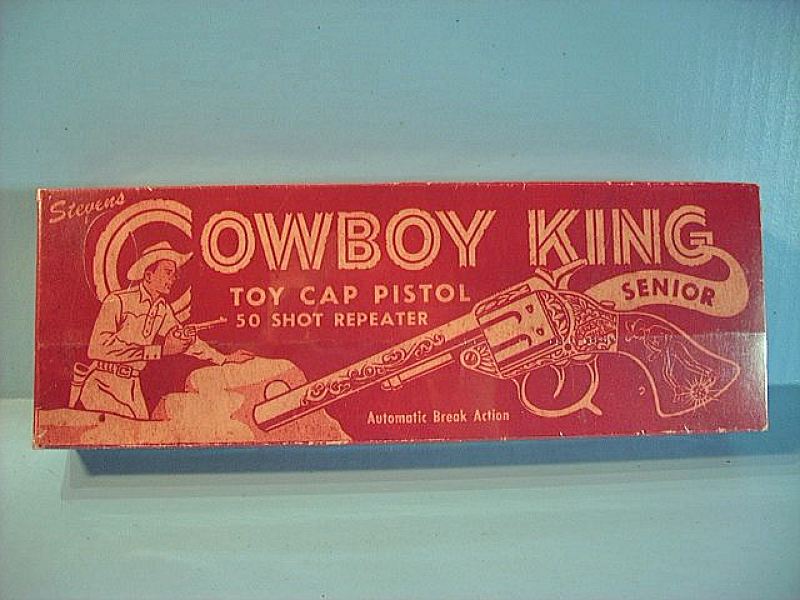 Stevens
COWBOY KING
SENIOR
TOY CAP PISTOL
50 SHOT REPEATER
Automatic Break Action